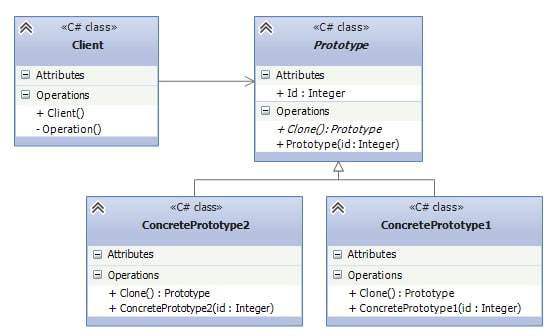 «C# class»
Client
Attributes
Operations
+ Client()
- Operation()
«C# class»
Prototype
Attributes
+ Id : Integer
Operations
+ Clone() : Prototype
+ Prototype(id : Integer)
«C# class»
ConcretePrototype2
Attributes
Operations
+ Clone() : Prototype
+ ConcretePrototype2(id : Integer)
«C# class»
ConcretePrototype1
Attributes
Operations
+ Clone() : Prototype
+ ConcretePrototype1(id : Integer)